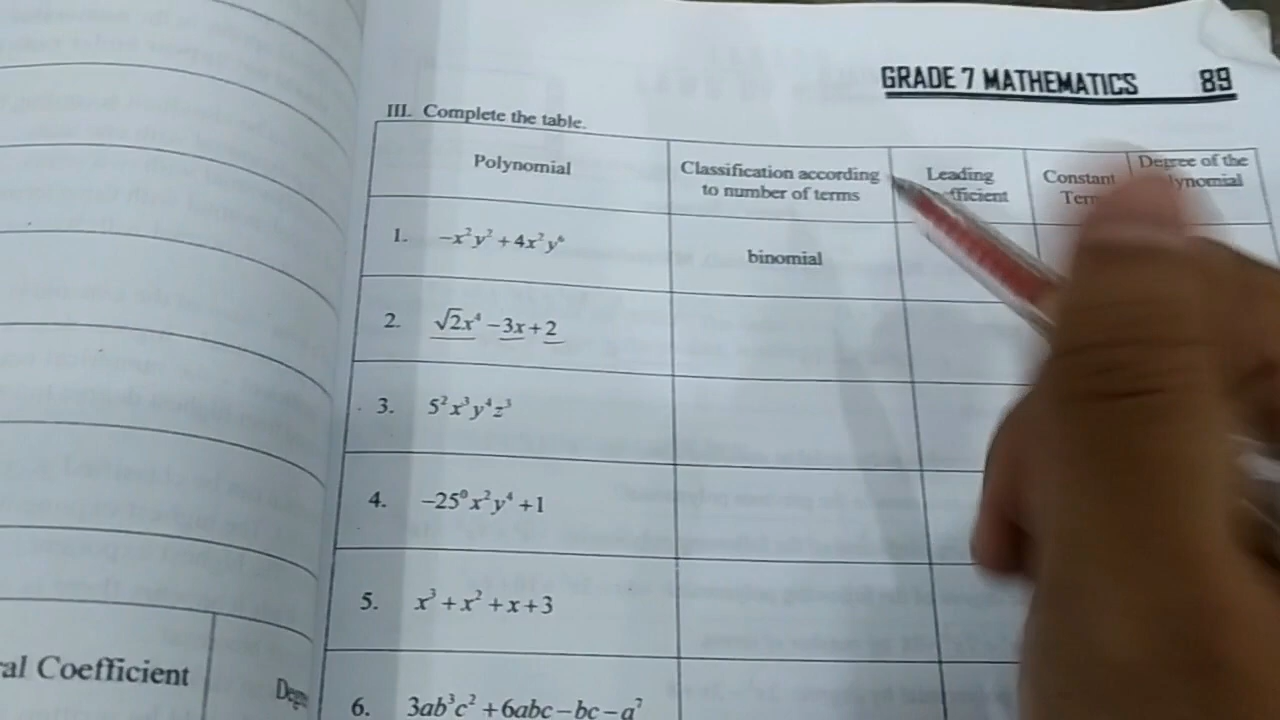 GRADE 7 MATHEMATICS 89
III. Complete the table.
Polynomial
Classification according
to number of terms
Leading
Constant
Degree of the
1. −x²y² + 4x²y⁶
binomial
2. √2x⁴ − 3x + 2
3. 5²x³y⁴z³
4. −25⁰x²y⁴ + 1
5. x³ + x² + x + 3
6. 3ab³c² + 6abc − bc − a⁷
Coefficient